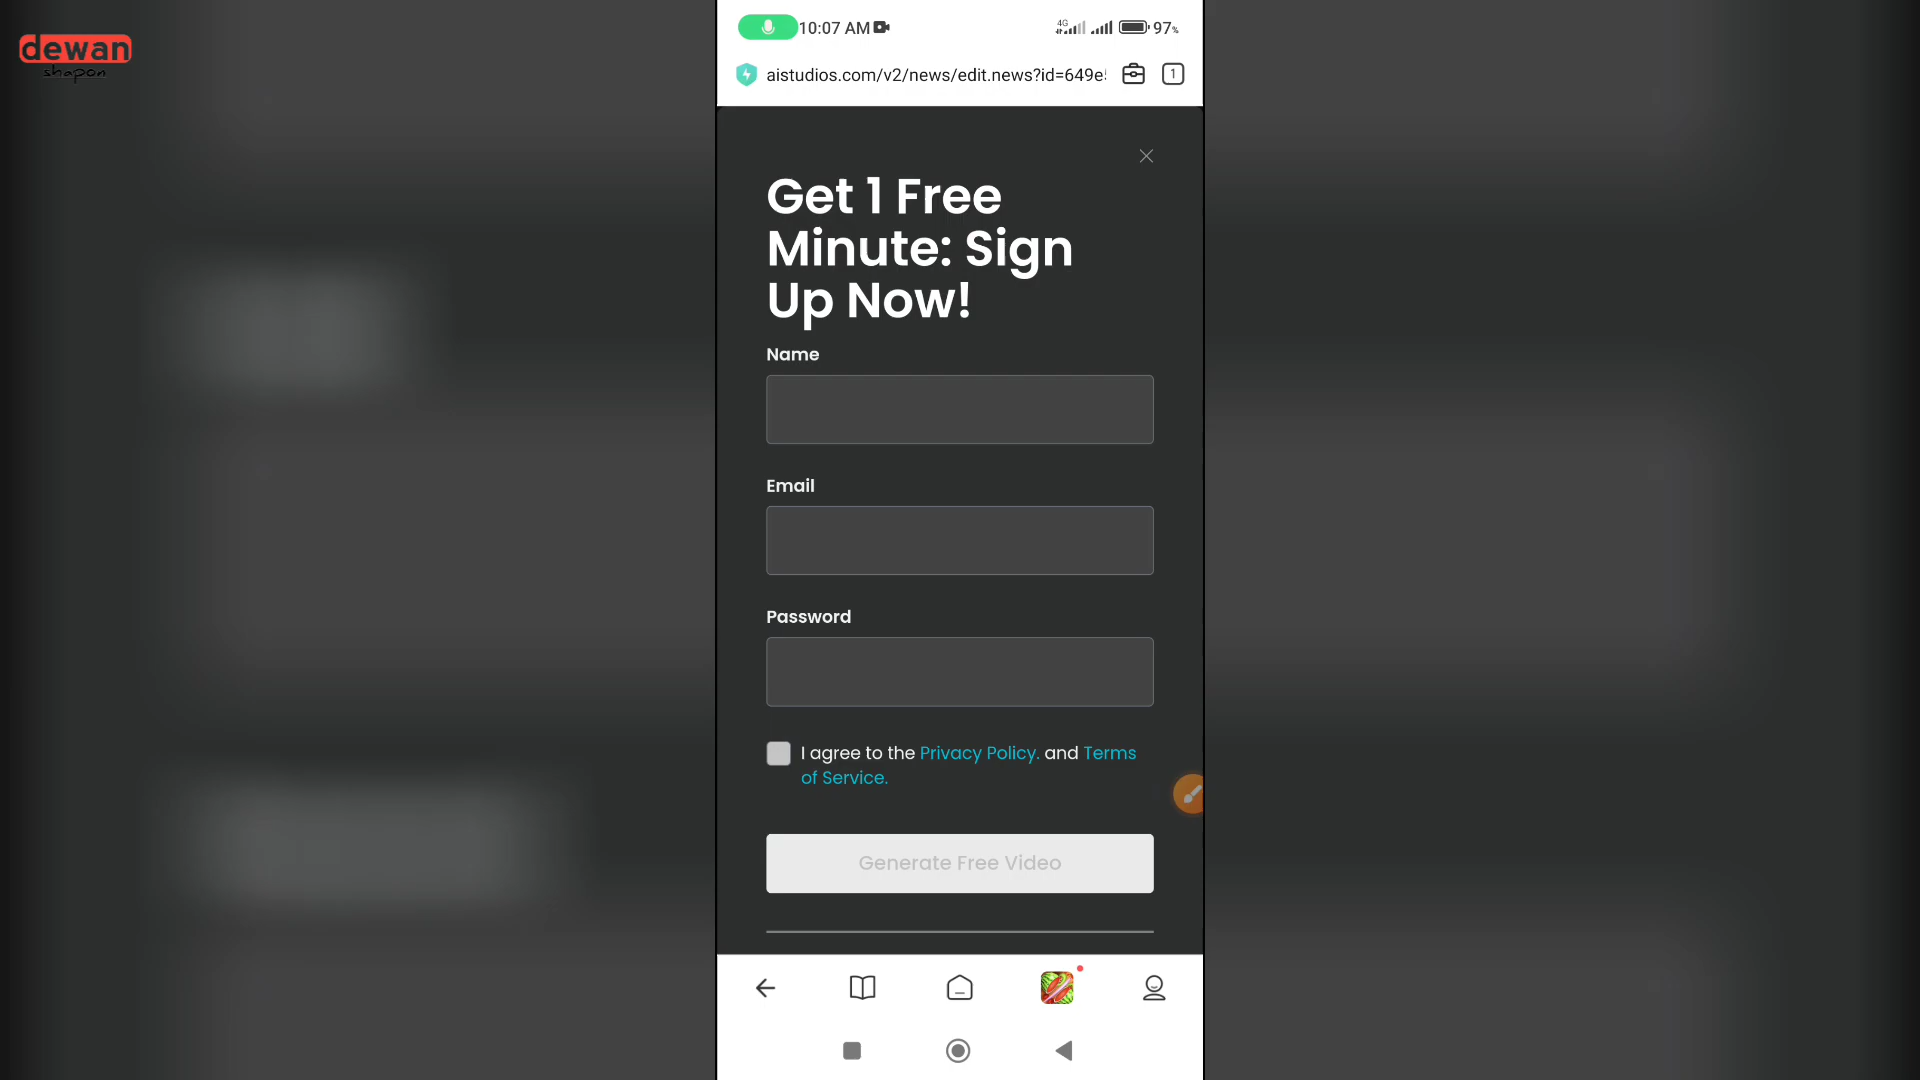 dewan
shapon
10:07 AM
4G
97%
aistudios.com/v2/news/edit.news?id=649e
1
Get 1 Free
Minute: Sign
Up Now!
Name
Email
Password
I agree to the Privacy Policy. and Terms
of Service.
Generate Free Video